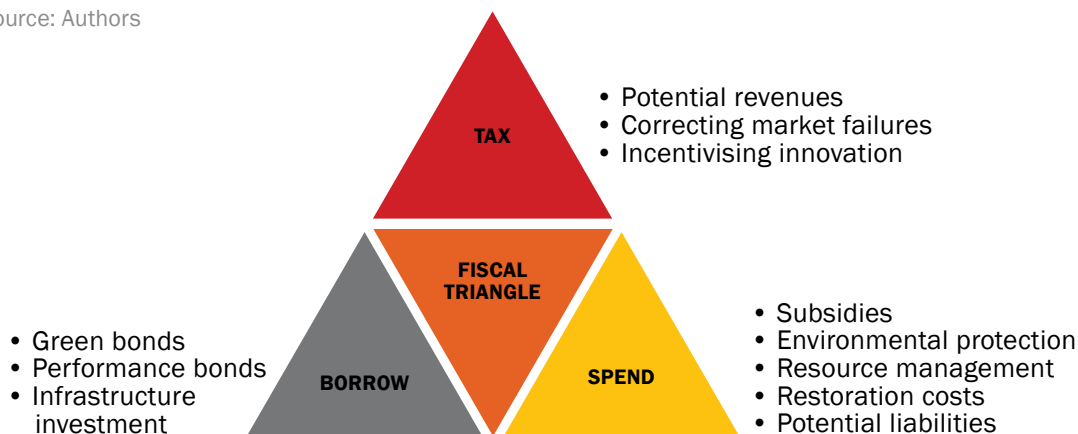 ource: Authors
TAX
• Potential revenues
• Correcting market failures
• Incentivising innovation
FISCAL
TRIANGLE
BORROW
• Green bonds
• Performance bonds
• Infrastructure
investment
SPEND
• Subsidies
• Environmental protection
• Resource management
• Restoration costs
• Potential liabilities